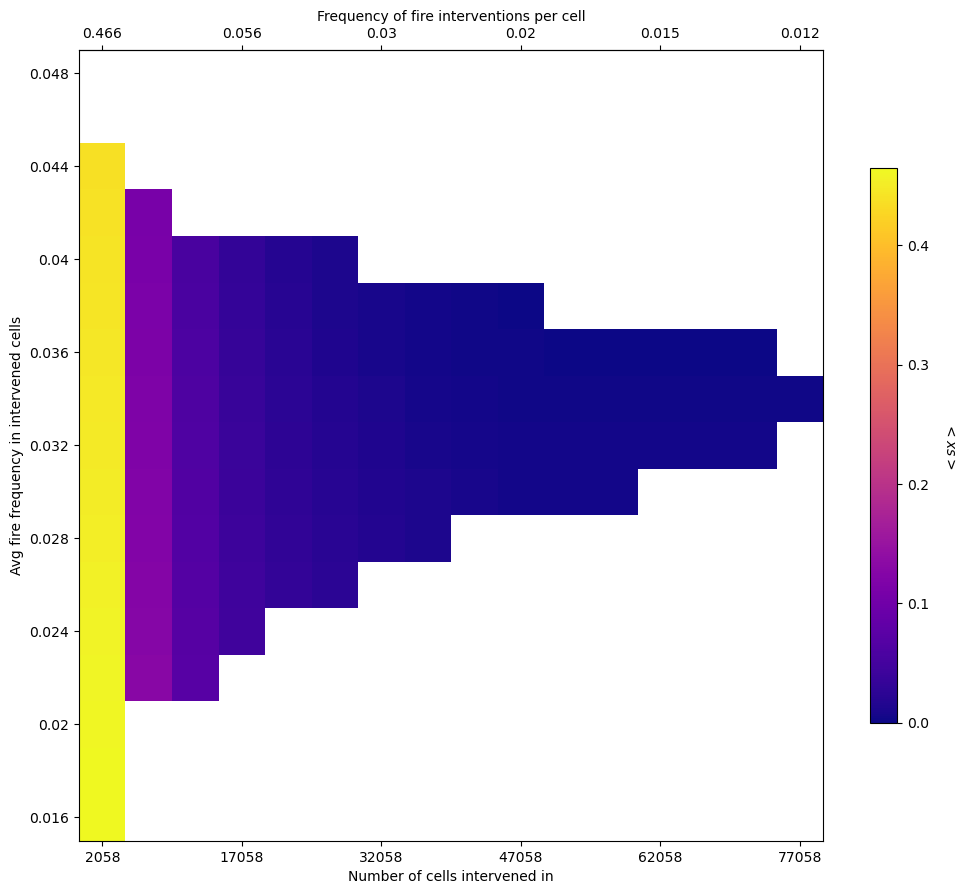 Frequency of fire interventions per cell
0.466 0.056 0.03 0.02 0.015 0.012
0.048
0.044
0.04
0.036
0.032
0.028
0.024
0.02
0.016
Avg fire frequency in intervened cells
2058 17058 32058 47058 62058 77058
Number of cells intervened in
0.4
0.3
0.2
0.1
0.0
< sx >